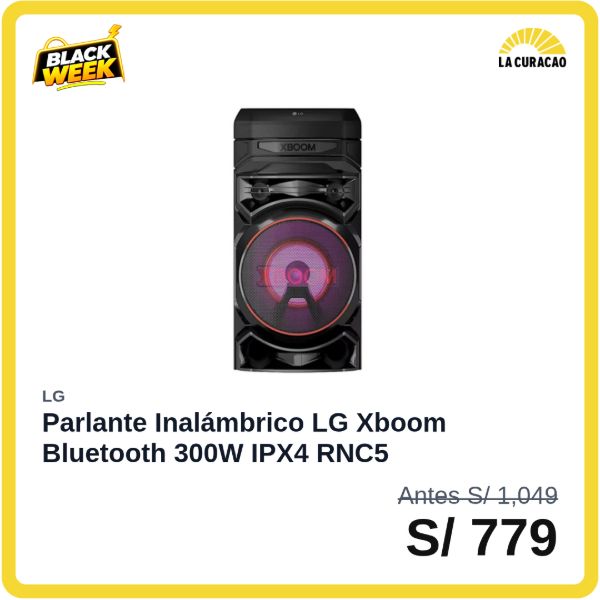 BLACK
WEEK
LA CURACAO
LG
XBOOM
XBOOM
LG
Parlante Inalámbrico LG Xboom
Bluetooth 300W IPX4 RNC5
Antes S/ 1,049
S/ 779